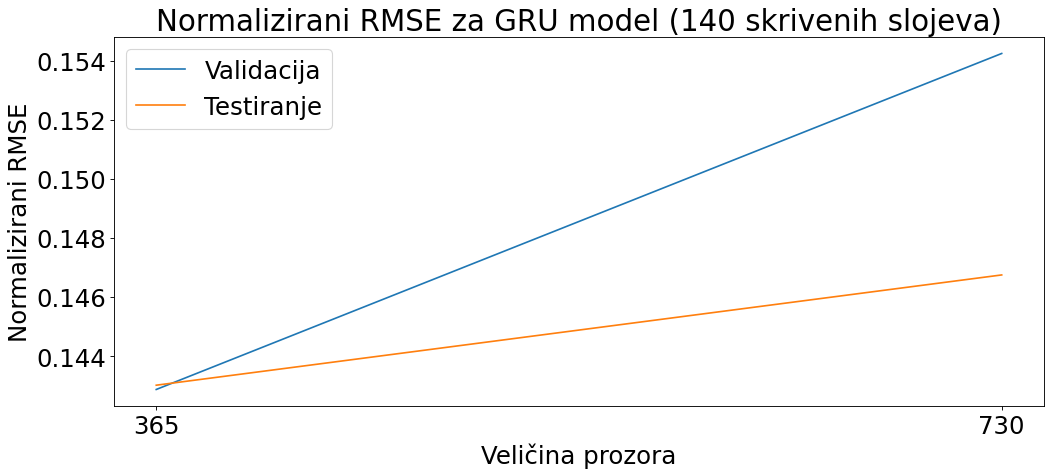 Normalizirani RMSE za GRU model (140 skrivenih slojeva)
Validacija
Testiranje
Normalizirani RMSE
0.154
0.152
0.150
0.148
0.146
0.144
365
730
Veličina prozora